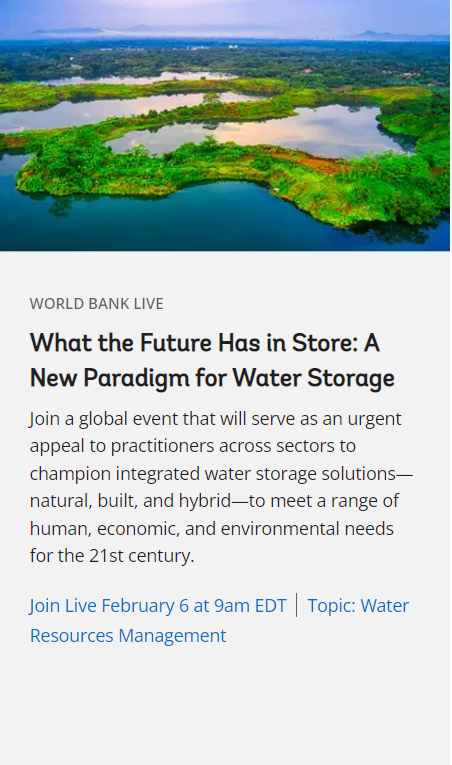 WORLD BANK LIVE
What the Future Has in Store: A
New Paradigm for Water Storage
Join a global event that will serve as an urgent
appeal to practitioners across sectors to
champion integrated water storage solutions—
natural, built, and hybrid—to meet a range of
human, economic, and environmental needs
for the 21st century.
Join Live February 6 at 9am EDT | Topic: Water
Resources Management